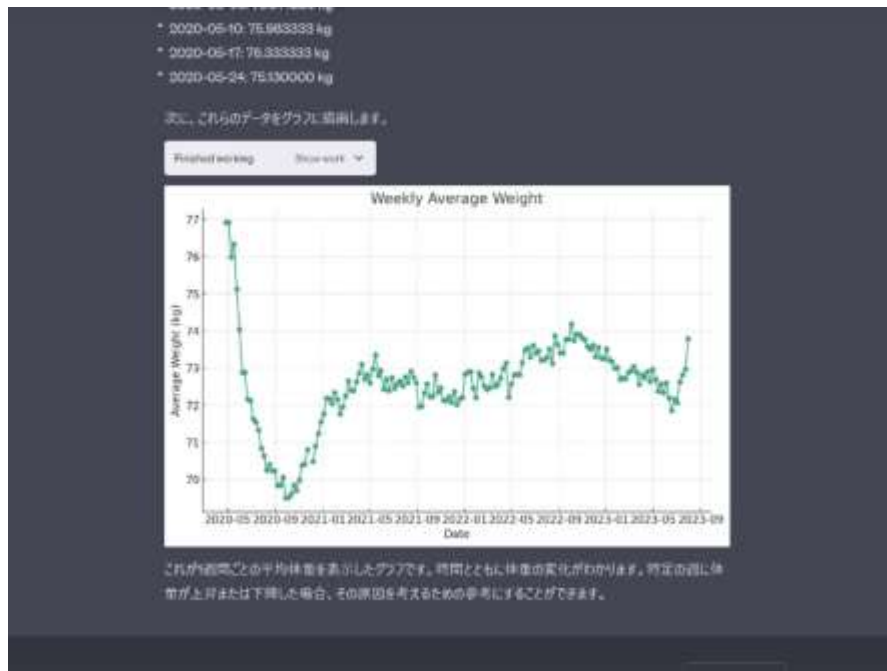 * 2020-05-10: 75.983333 kg
* 2020-05-17: 76.333333 kg
* 2020-05-24: 75.130000 kg
次に、これらのデータをグラフに描画します。
Finished working Show work
Weekly Average Weight
77
76
75
74
73
72
71
70
Average Weight (kg)
2020-05 2020-09 2021-01 2021-05 2021-09 2022-01 2022-05 2022-09 2023-01 2023-05 2023-09
Date
これが1週間ごとの平均体重を表示したグラフです。時間とともに体重の変化がわかります。特定の週に体
重が上昇または下降した場合、その原因を考えるための参考にすることができます。